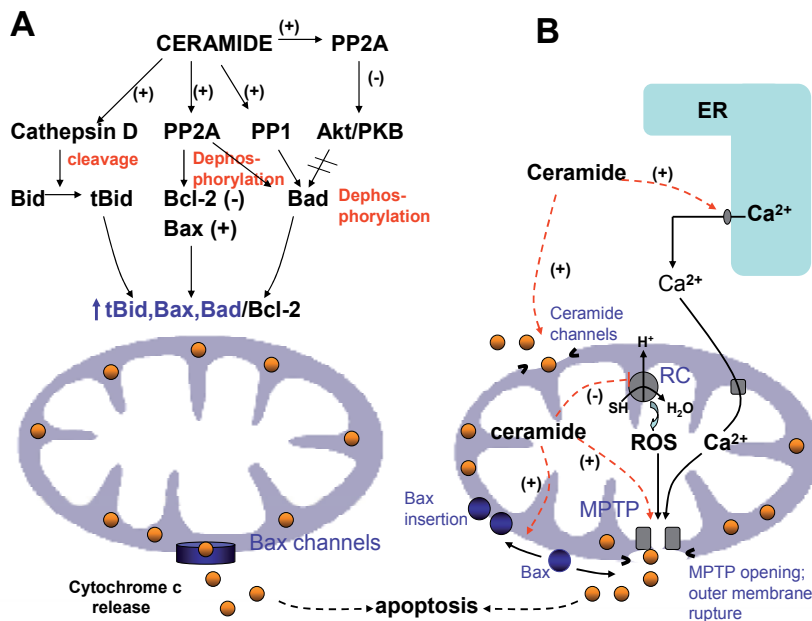 A
CERAMIDE (+) PP2A
(+) (+) (+) (-)
Cathepsin D PP2A PP1 Akt/PKB
cleavage Dephos-
phorylation
Bid tBid Bcl-2 (-) Bad Dephos-
phorylation
Bax (+)
tBid,Bax,Bad/Bcl-2
Bax channels
Cytochrome c
release
apoptosis
B
ER
Ceramide (+) Ca2+
(+)
Ca2+
Ceramide
channels
H+
RC
(-) SH H2O
ceramide ROS Ca2+
(+) (+)
Bax
insertion
MPTP
Bax
MPTP opening;
outer membrane
rupture